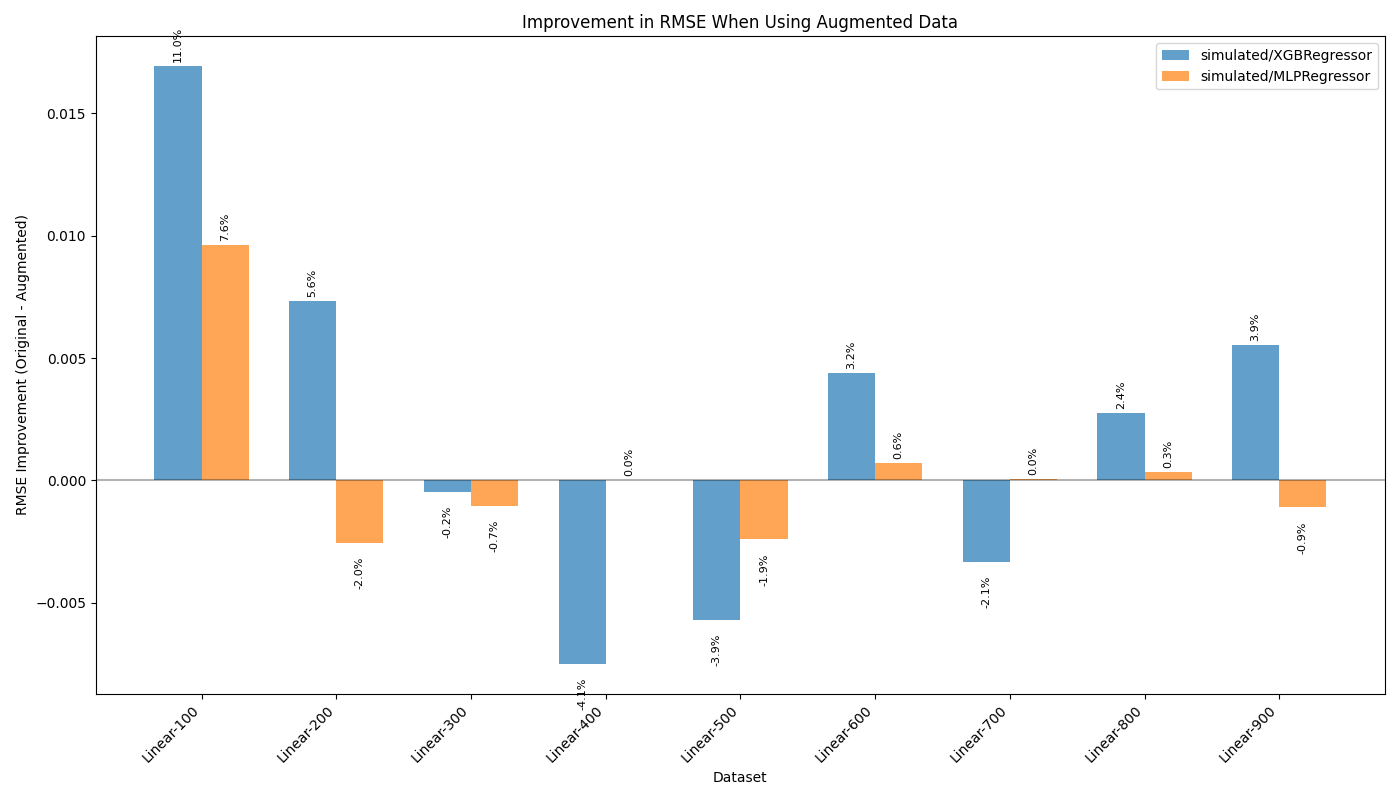 Improvement in RMSE When Using Augmented Data
simulated/XGBRegressor
simulated/MLPRegressor
RMSE Improvement (Original - Augmented)
0.015
0.010
0.005
0.000
−0.005
11.0%
7.6%
5.6%
-2.0%
-0.2%
-0.7%
-4.1%
0.0%
-3.9%
-1.9%
3.2%
0.6%
-2.1%
0.0%
2.4%
0.3%
3.9%
-0.9%
Linear-100
Linear-200
Linear-300
Linear-400
Linear-500
Linear-600
Linear-700
Linear-800
Linear-900
Dataset